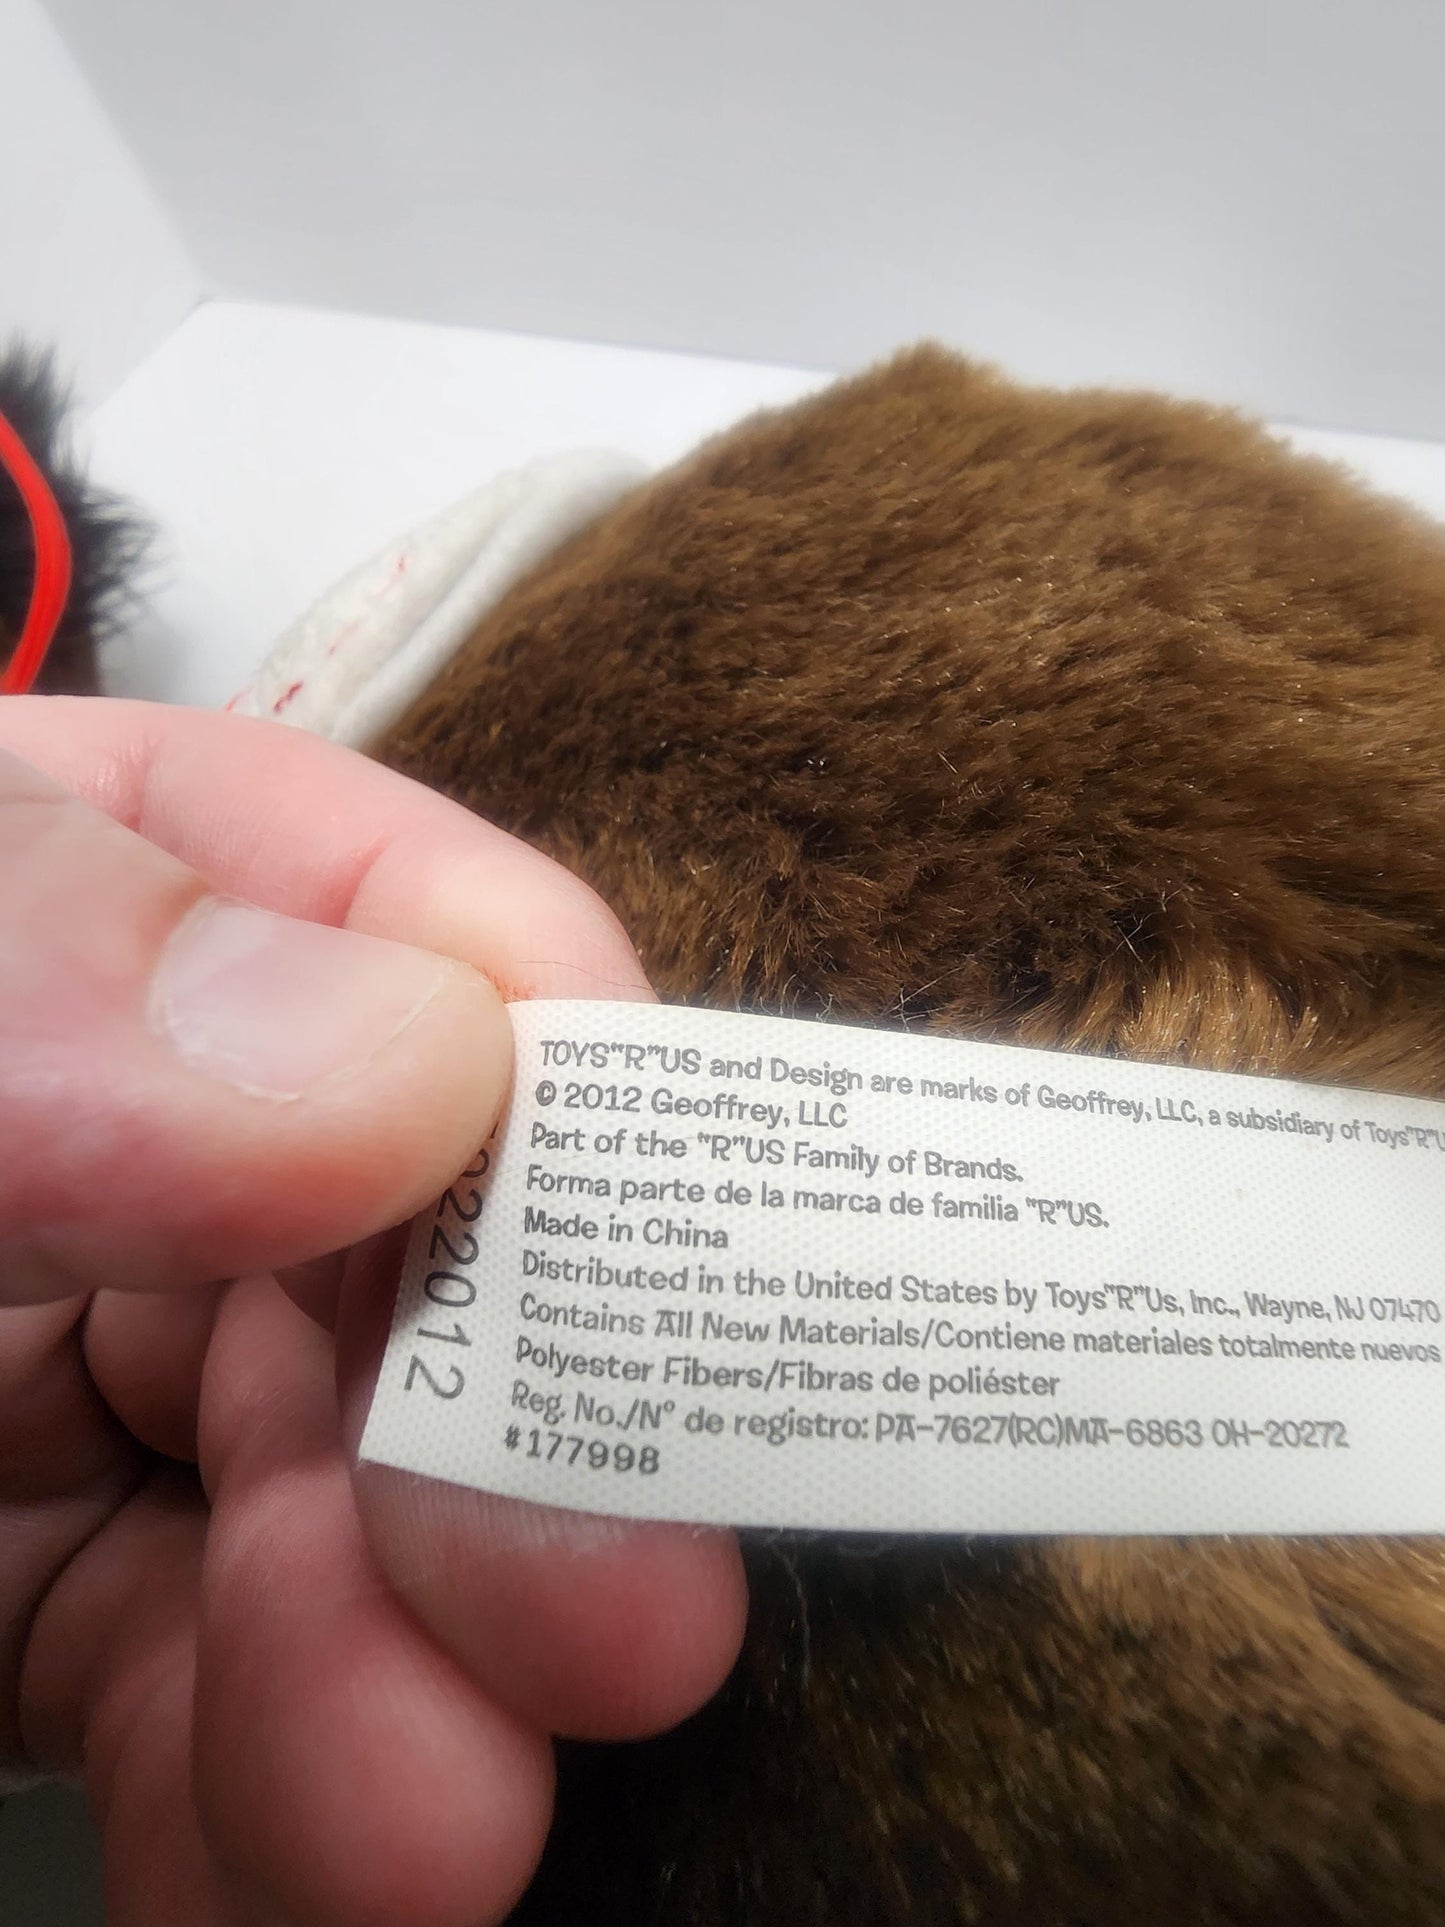 TOYS"R"US and Design are marks of Geoffrey, LLC, a subsidiary of Toys"R"U
© 2012 Geoffrey, LLC
Part of the "R"US Family of Brands.
Forma parte de la marca de familia "R"US.
Made in China
Distributed in the United States by Toys"R"Us, Inc., Wayne, NJ 07470
Contains All New Materials/Contiene materiales totalmente nuevos
Polyester Fibers/Fibras de poliéster
Reg. No./N° de registro: PA-7627(RC)MA-6863 OH-20272
#177998
222012